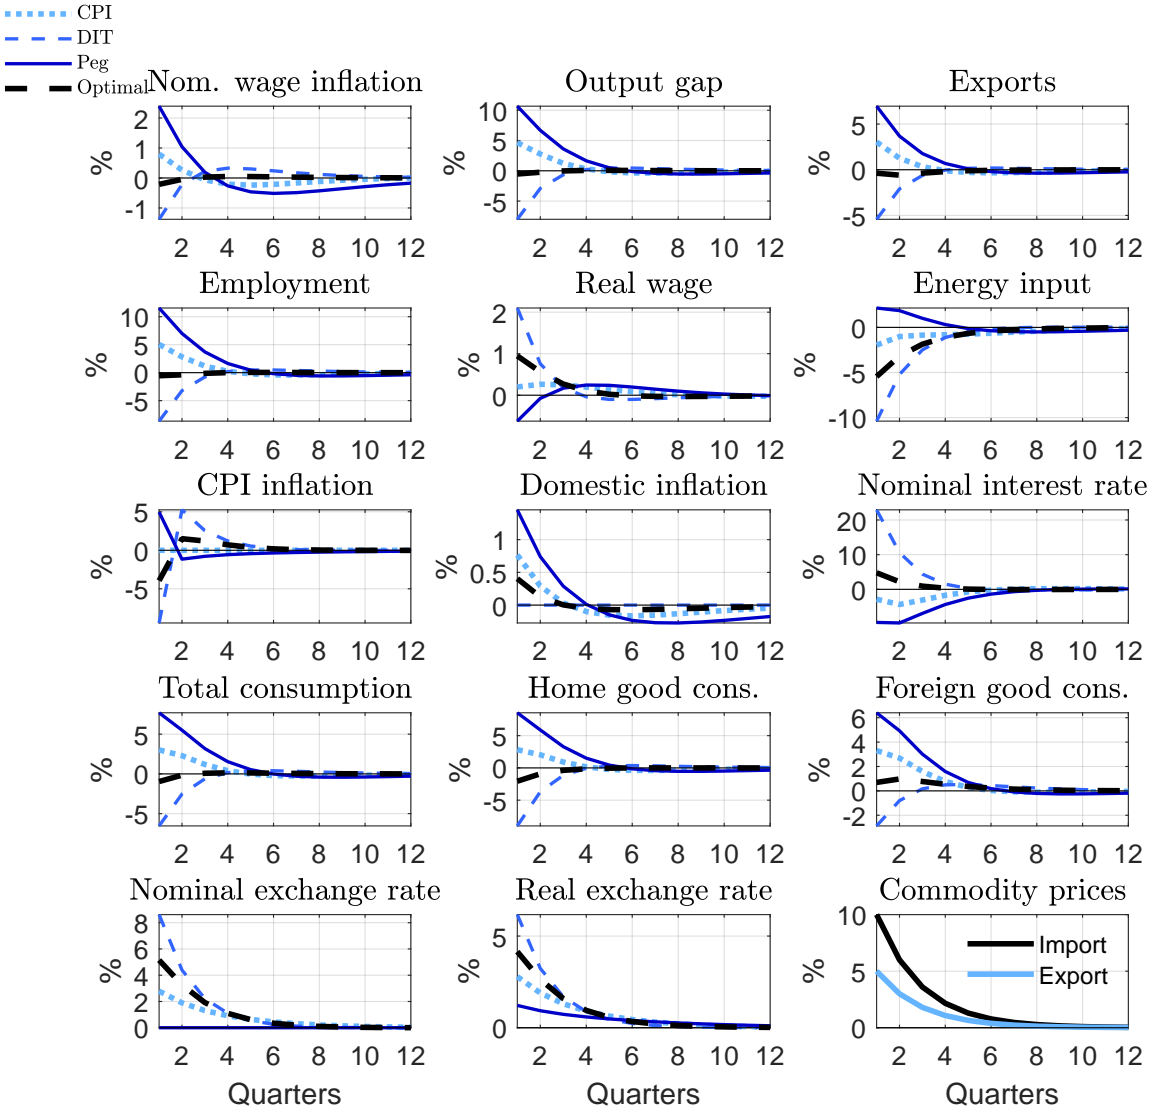 CPI
DIT
Peg
Optimal
Nom. wage inflation
Output gap
Exports
%
2
1
0
-1
2 4 6 8 10 12
10
5
0
-5
2 4 6 8 10 12
%
5
0
-5
2 4 6 8 10 12
Employment
Real wage
Energy input
%
10
5
0
-5
2 4 6 8 10 12
%
2
1
0
2 4 6 8 10 12
%
0
-5
-10
2 4 6 8 10 12
CPI inflation
Domestic inflation
Nominal interest rate
%
5
0
-5
2 4 6 8 10 12
%
1
0.5
0
2 4 6 8 10 12
%
20
10
0
2 4 6 8 10 12
Total consumption
Home good cons.
Foreign good cons.
%
5
0
-5
2 4 6 8 10 12
%
5
0
-5
2 4 6 8 10 12
%
6
4
2
0
-2
2 4 6 8 10 12
Nominal exchange rate
Real exchange rate
Commodity prices
%
8
6
4
2
0
2 4 6 8 10 12
Quarters
%
5
0
2 4 6 8 10 12
Quarters
%
10
5
0
Import
Export
2 4 6 8 10 12
Quarters